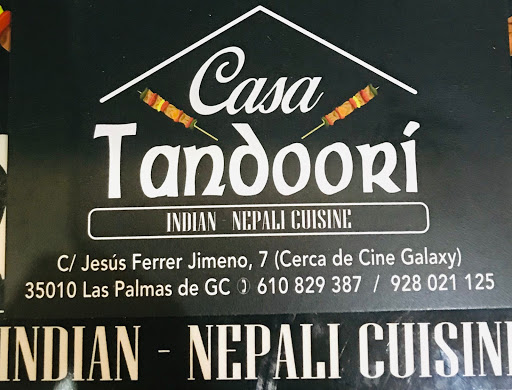 Casa
Tandoorí
INDIAN - NEPALI CUISINE
C/ Jesús Ferrer Jimeno, 7 (Cerca de Cine Galaxy)
35010 Las Palmas de GC ✆ 610 829 387 / 928 021 125
INDIAN - NEPALI CUISINE